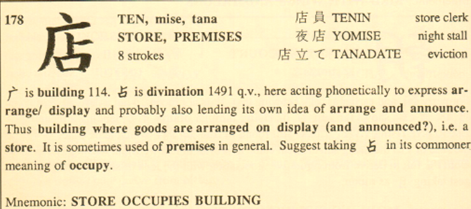 178 店 TEN, mise, tana 店員 TENIN store clerk
STORE, PREMISES 夜店 YOMISE night stall
8 strokes 店立て TANADATE eviction
广 is building 114. 占 is divination 1491 q.v., here acting phonetically to express ar-
range/ display and probably also lending its own idea of arrange and announce.
Thus building where goods are arranged on display (and announced?), i.e. a
store. It is sometimes used of premises in general. Suggest taking 占 in its commoner
meaning of occupy.
Mnemonic: STORE OCCUPIES BUILDING